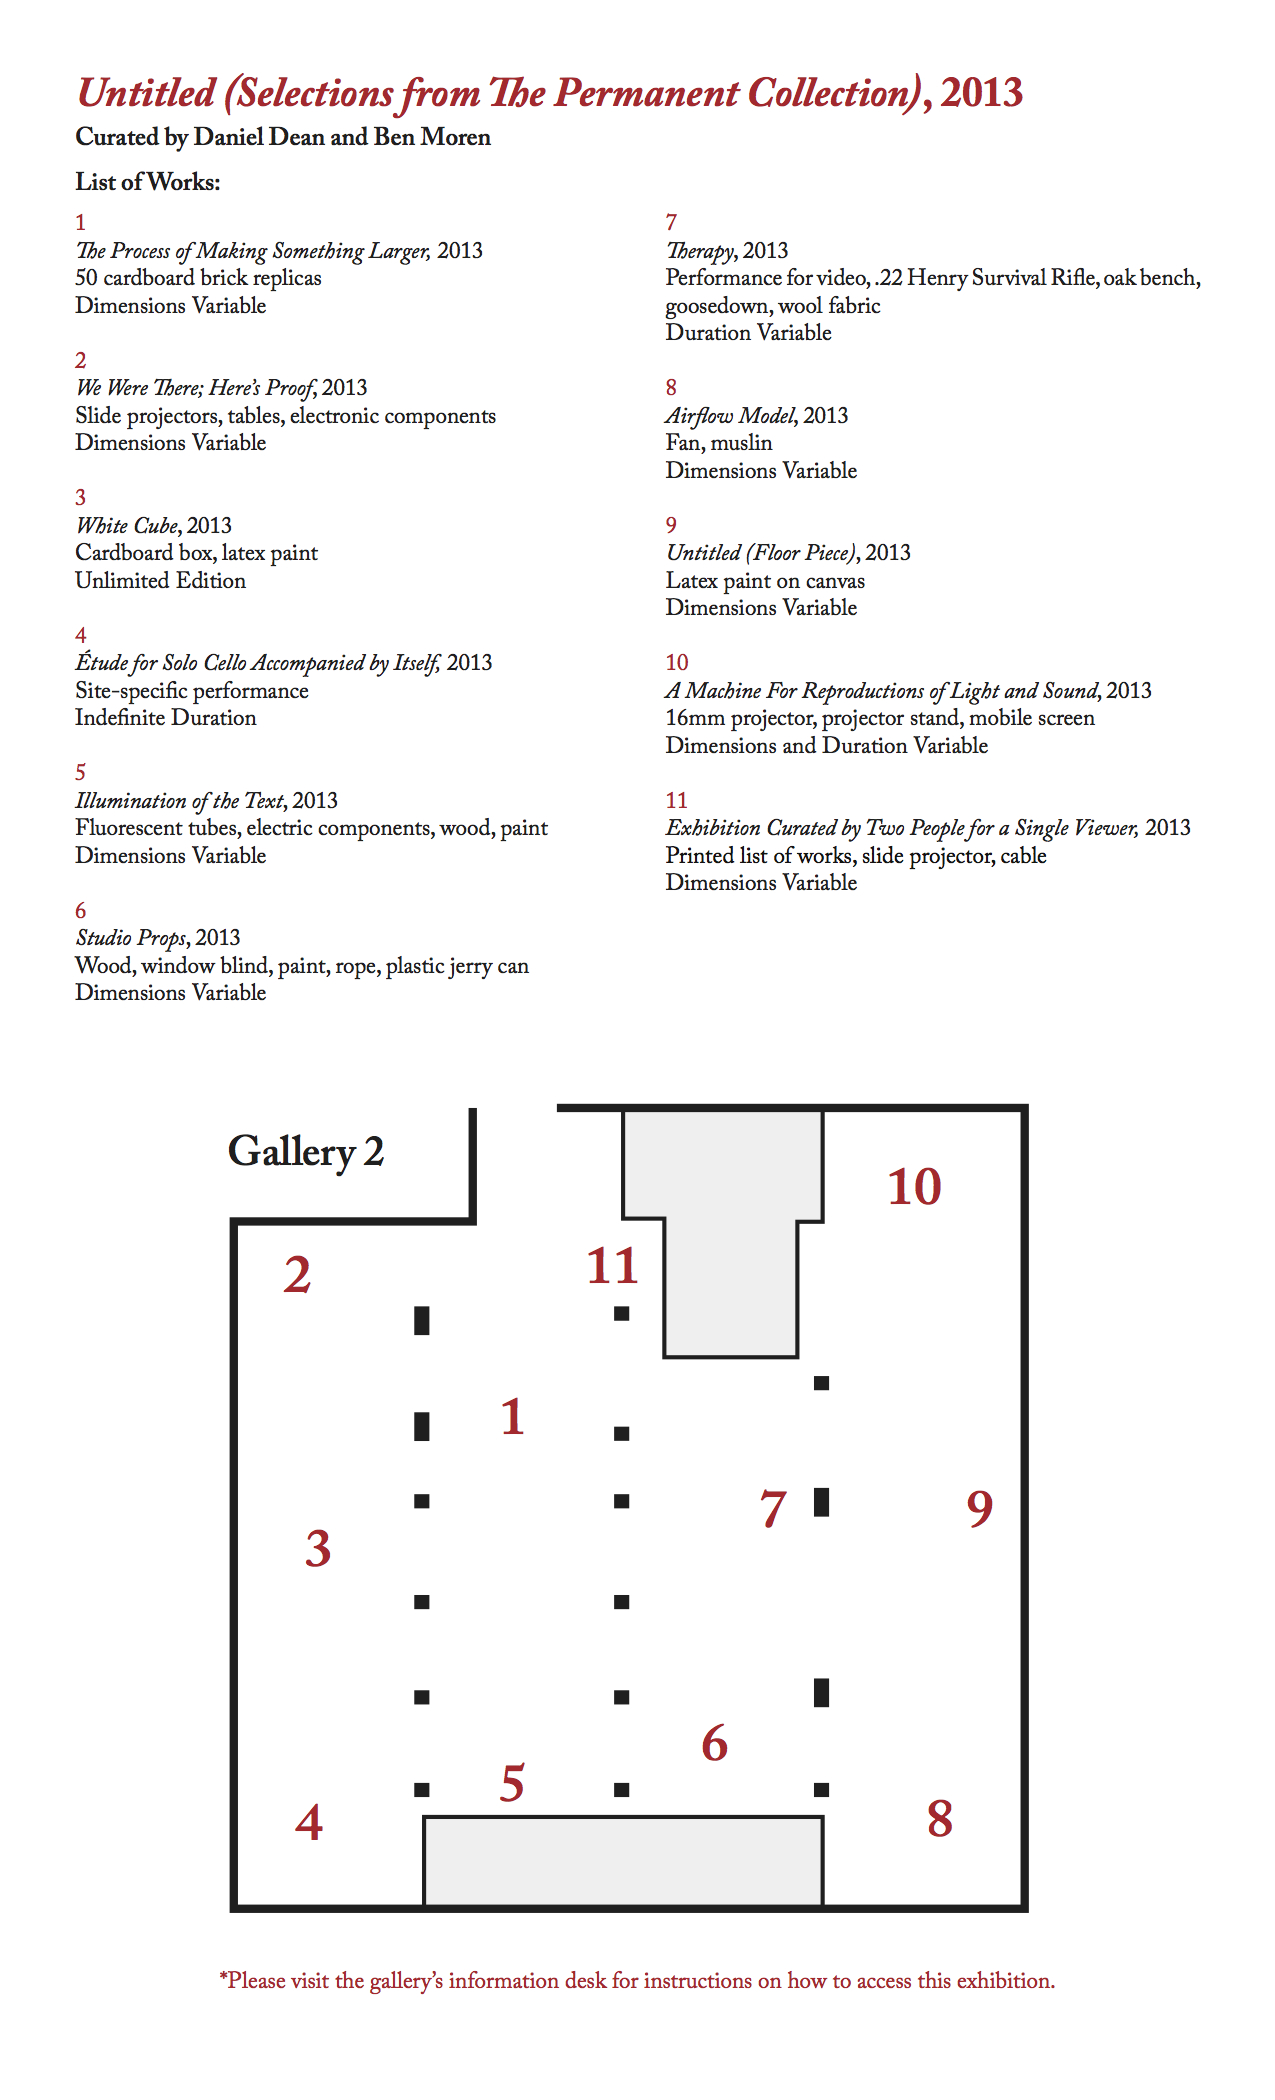 Untitled (Selections from The Permanent Collection), 2013
Curated by Daniel Dean and Ben Moren
List of Works:
1
The Process of Making Something Larger, 2013
50 cardboard brick replicas
Dimensions Variable
2
We Were There; Here's Proof, 2013
Slide projectors, tables, electronic components
Dimensions Variable
3
White Cube, 2013
Cardboard box, latex paint
Unlimited Edition
4
Étude for Solo Cello Accompanied by Itself, 2013
Site-specific performance
Indefinite Duration
5
Illumination of the Text, 2013
Fluorescent tubes, electric components, wood, paint
Dimensions Variable
6
Studio Props, 2013
Wood, window blind, paint, rope, plastic jerry can
Dimensions Variable
7
Therapy, 2013
Performance for video, .22 Henry Survival Rifle, oak bench,
goosedown, wool fabric
Duration Variable
8
Airflow Model, 2013
Fan, muslin
Dimensions Variable
9
Untitled (Floor Piece), 2013
Latex paint on canvas
Dimensions Variable
10
A Machine For Reproductions of Light and Sound, 2013
16mm projector, projector stand, mobile screen
Dimensions and Duration Variable
11
Exhibition Curated by Two People for a Single Viewer, 2013
Printed list of works, slide projector, cable
Dimensions Variable
Gallery 2
10
2
11
1
7
9
3
6
5
4
8
*Please visit the gallery's information desk for instructions on how to access this exhibition.